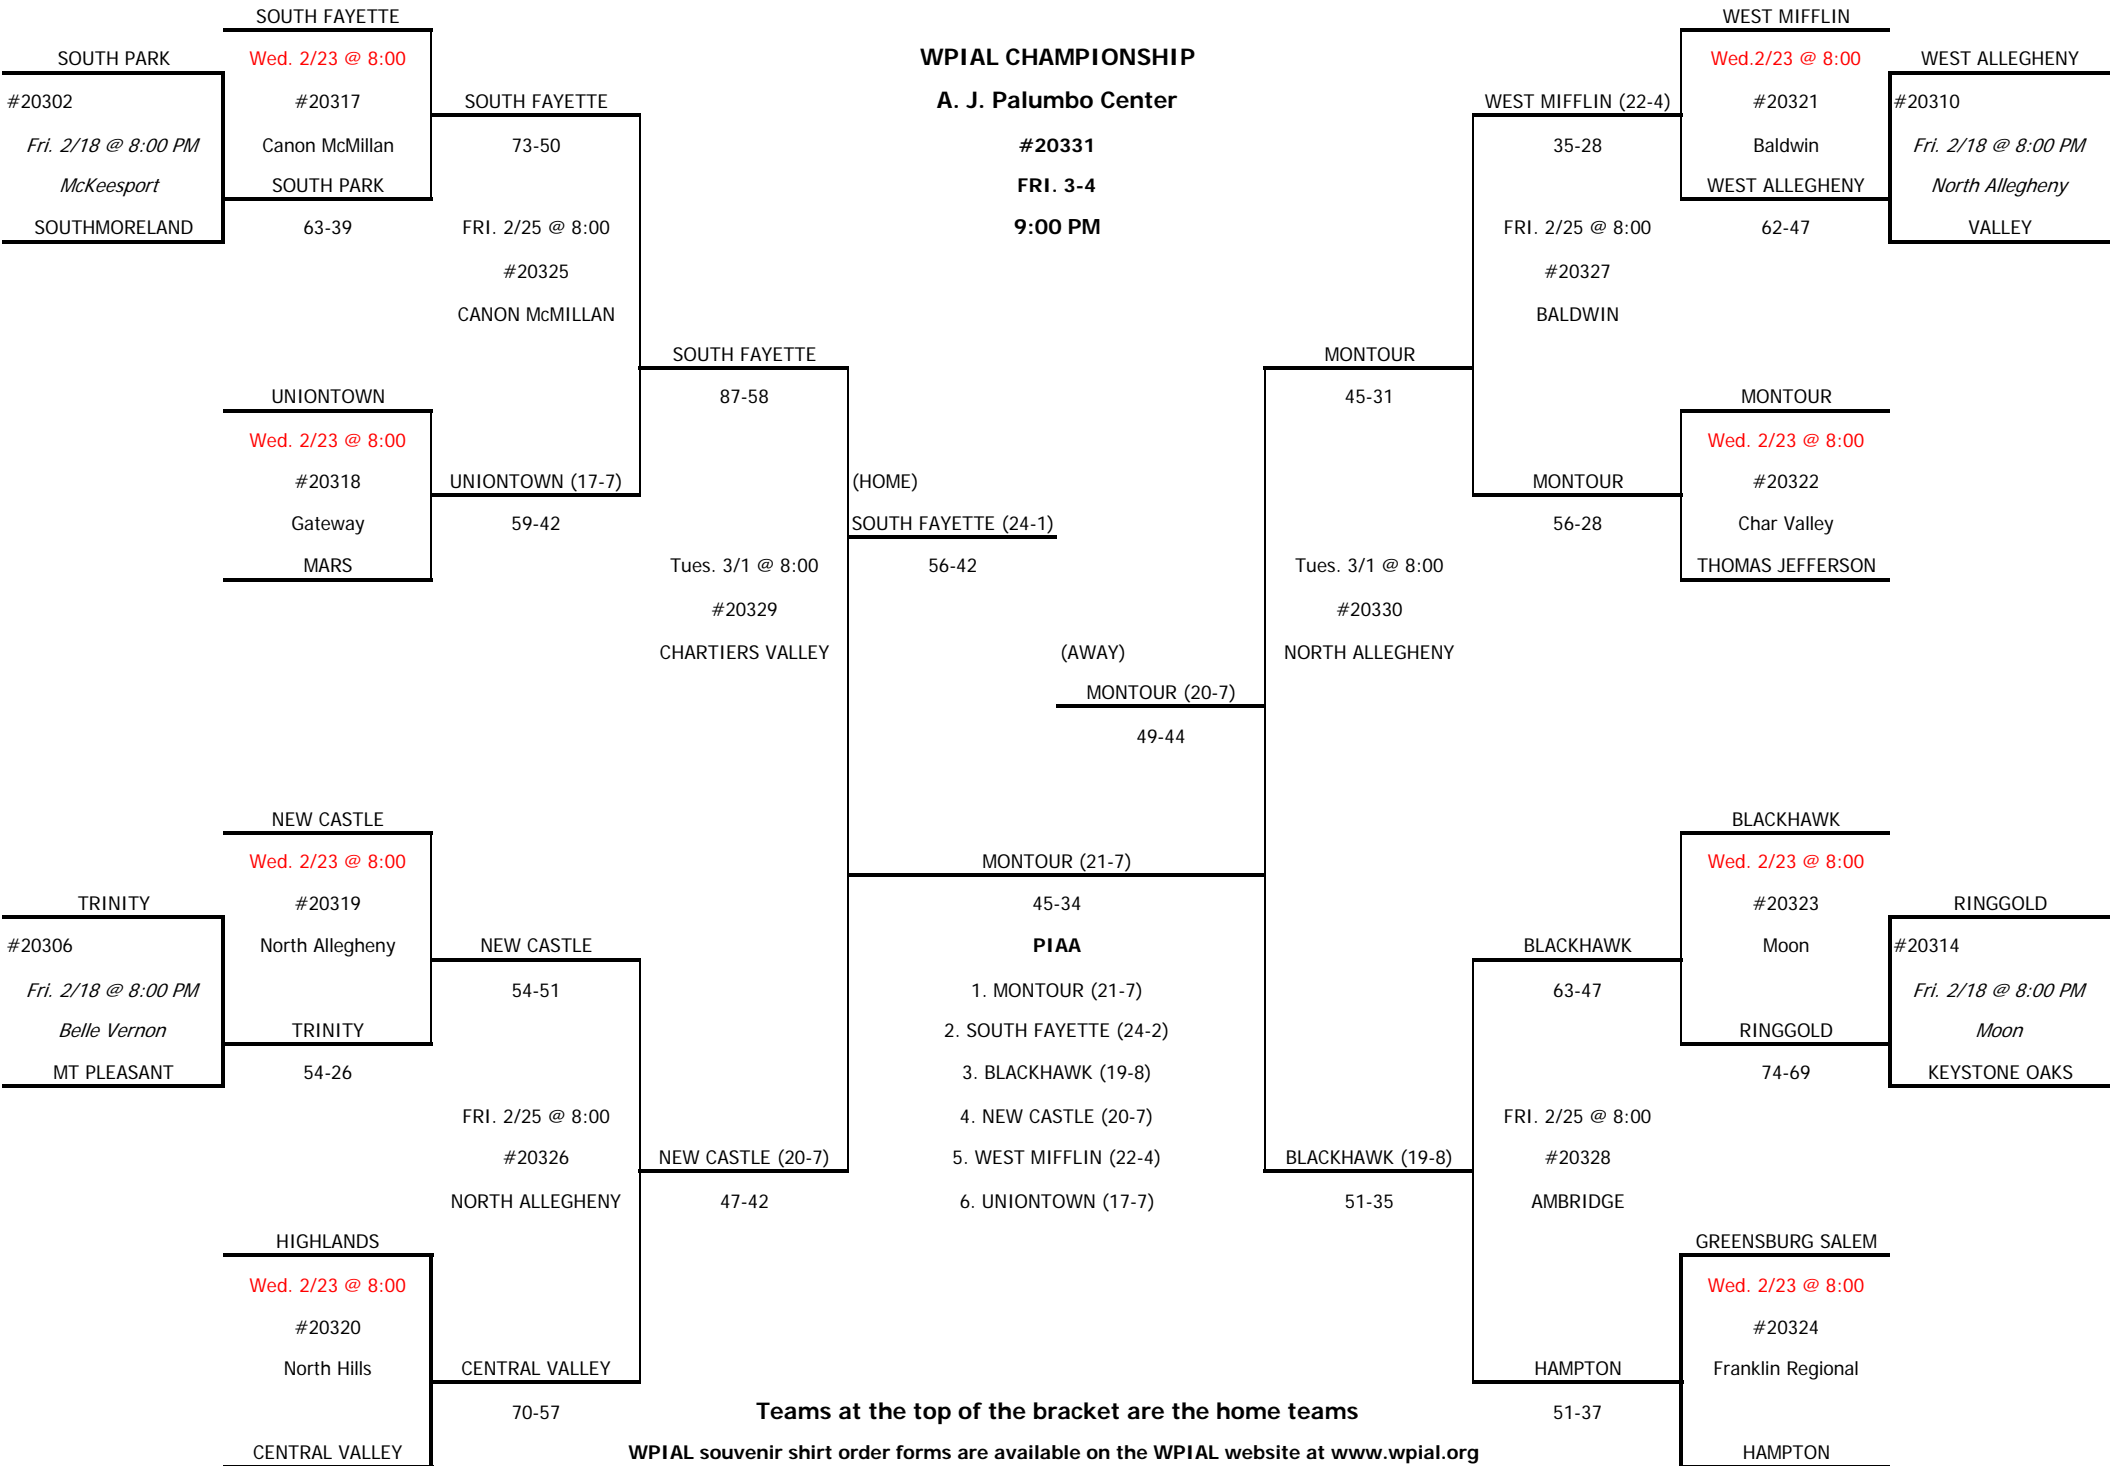 SOUTH FAYETTE
WEST MIFFLIN
SOUTH PARK
Wed. 2/23 @ 8:00
WPIAL CHAMPIONSHIP
Wed.2/23 @ 8:00
WEST ALLEGHENY
#20302
#20317
SOUTH FAYETTE
A. J. Palumbo Center
WEST MIFFLIN (22-4)
#20321
#20310
Fri. 2/18 @ 8:00 PM
Canon McMillan
73-50
#20331
35-28
Baldwin
Fri. 2/18 @ 8:00 PM
McKeesport
SOUTH PARK
FRI. 3-4
WEST ALLEGHENY
North Allegheny
SOUTHMORELAND
63-39
FRI. 2/25 @ 8:00
9:00 PM
FRI. 2/25 @ 8:00
62-47
VALLEY
#20325
#20327
CANON McMILLAN
BALDWIN
SOUTH FAYETTE
MONTOUR
UNIONTOWN
87-58
45-31
MONTOUR
Wed. 2/23 @ 8:00
Wed. 2/23 @ 8:00
#20318
UNIONTOWN (17-7)
(HOME)
MONTOUR
#20322
Gateway
59-42
SOUTH FAYETTE (24-1)
56-28
Char Valley
MARS
Tues. 3/1 @ 8:00
56-42
Tues. 3/1 @ 8:00
THOMAS JEFFERSON
#20329
#20330
CHARTIERS VALLEY
(AWAY)
NORTH ALLEGHENY
MONTOUR (20-7)
49-44
NEW CASTLE
BLACKHAWK
Wed. 2/23 @ 8:00
MONTOUR (21-7)
Wed. 2/23 @ 8:00
TRINITY
#20319
45-34
#20323
RINGGOLD
#20306
North Allegheny
NEW CASTLE
PIAA
BLACKHAWK
Moon
#20314
Fri. 2/18 @ 8:00 PM
54-51
1. MONTOUR (21-7)
63-47
Fri. 2/18 @ 8:00 PM
Belle Vernon
TRINITY
2. SOUTH FAYETTE (24-2)
RINGGOLD
Moon
MT PLEASANT
54-26
3. BLACKHAWK (19-8)
74-69
KEYSTONE OAKS
FRI. 2/25 @ 8:00
4. NEW CASTLE (20-7)
FRI. 2/25 @ 8:00
#20326
NEW CASTLE (20-7)
5. WEST MIFFLIN (22-4)
BLACKHAWK (19-8)
#20328
NORTH ALLEGHENY
47-42
6. UNIONTOWN (17-7)
51-35
AMBRIDGE
HIGHLANDS
GREENSBURG SALEM
Wed. 2/23 @ 8:00
Wed. 2/23 @ 8:00
#20320
#20324
North Hills
CENTRAL VALLEY
HAMPTON
Franklin Regional
70-57
Teams at the top of the bracket are the home teams
51-37
CENTRAL VALLEY
WPIAL souvenir shirt order forms are available on the WPIAL website at www.wpial.org
HAMPTON